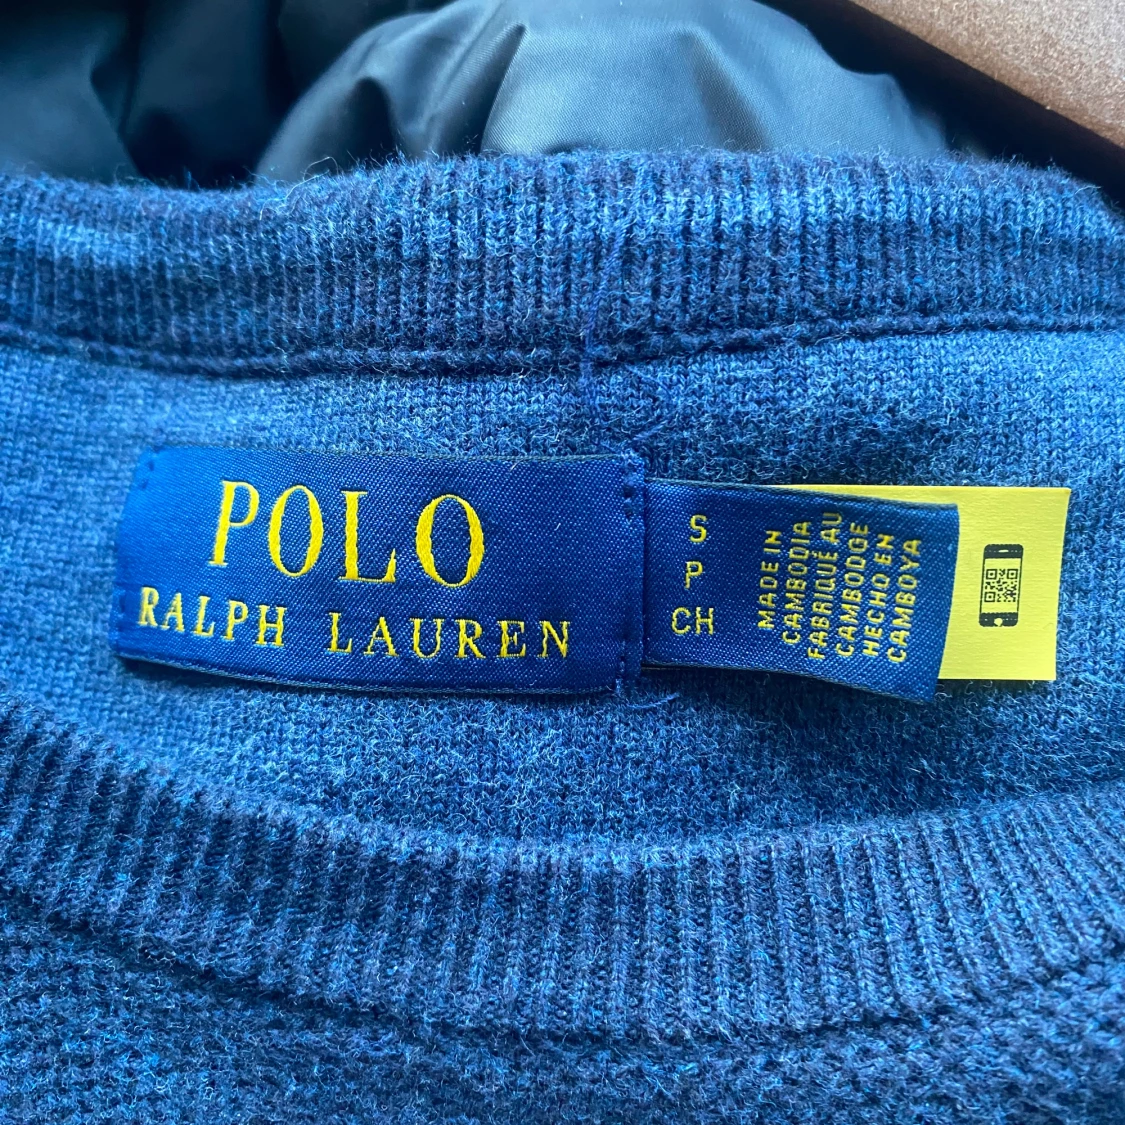 POLO
RALPH LAUREN
S
P
CH
MADE IN
CAMBODIA
FABRIQUÉ AU
CAMBODGE
HECHO EN
CAMBOYA